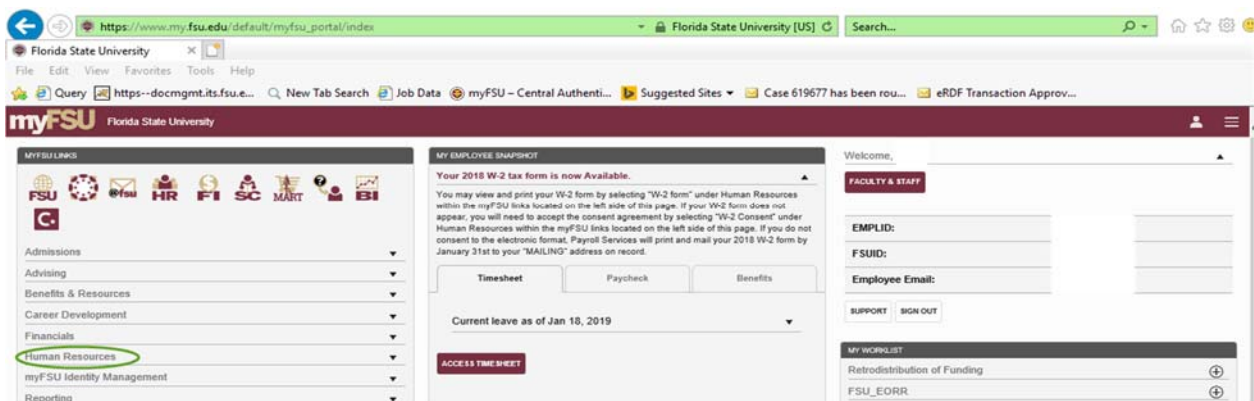 https://www.my.fsu.edu/default/myfsu_portal/index
Florida State University [US]
Search...
Florida State University
File Edit View Favorites Tools Help
Query https--docmgmt.its.fsu.e... New Tab Search Job Data myFSU – Central Authenti... Suggested Sites Case 619677 has been rou... eRDF Transaction Approv...
myFSU Florida State University
MYFSU LINKS
FSU @fsu HR FI SC MART BI
C.
Admissions
Advising
Benefits & Resources
Career Development
Financials
Human Resources
myFSU Identity Management
Reporting
MY EMPLOYEE SNAPSHOT
Your 2018 W-2 tax form is now Available.
You may view and print your W-2 form by selecting "W-2 form" under Human Resources
within the myFSU links located on the left side of this page. If your W-2 form does not
appear, you will need to accept the consent agreement by selecting "W-2 Consent" under
Human Resources within the myFSU links located on the left side of this page. If you do not
consent to the electronic format, Payroll Services will print and mail your 2018 W-2 form by
January 31st to your "MAILING" address on record.
Timesheet Paycheck Benefits
Current leave as of Jan 18, 2019
ACCESS TIMESHEET
Welcome,
FACULTY & STAFF
EMPLID:
FSUID:
Employee Email:
SUPPORT SIGN OUT
MY WORKLIST
Retrodistribution of Funding
FSU_EORR